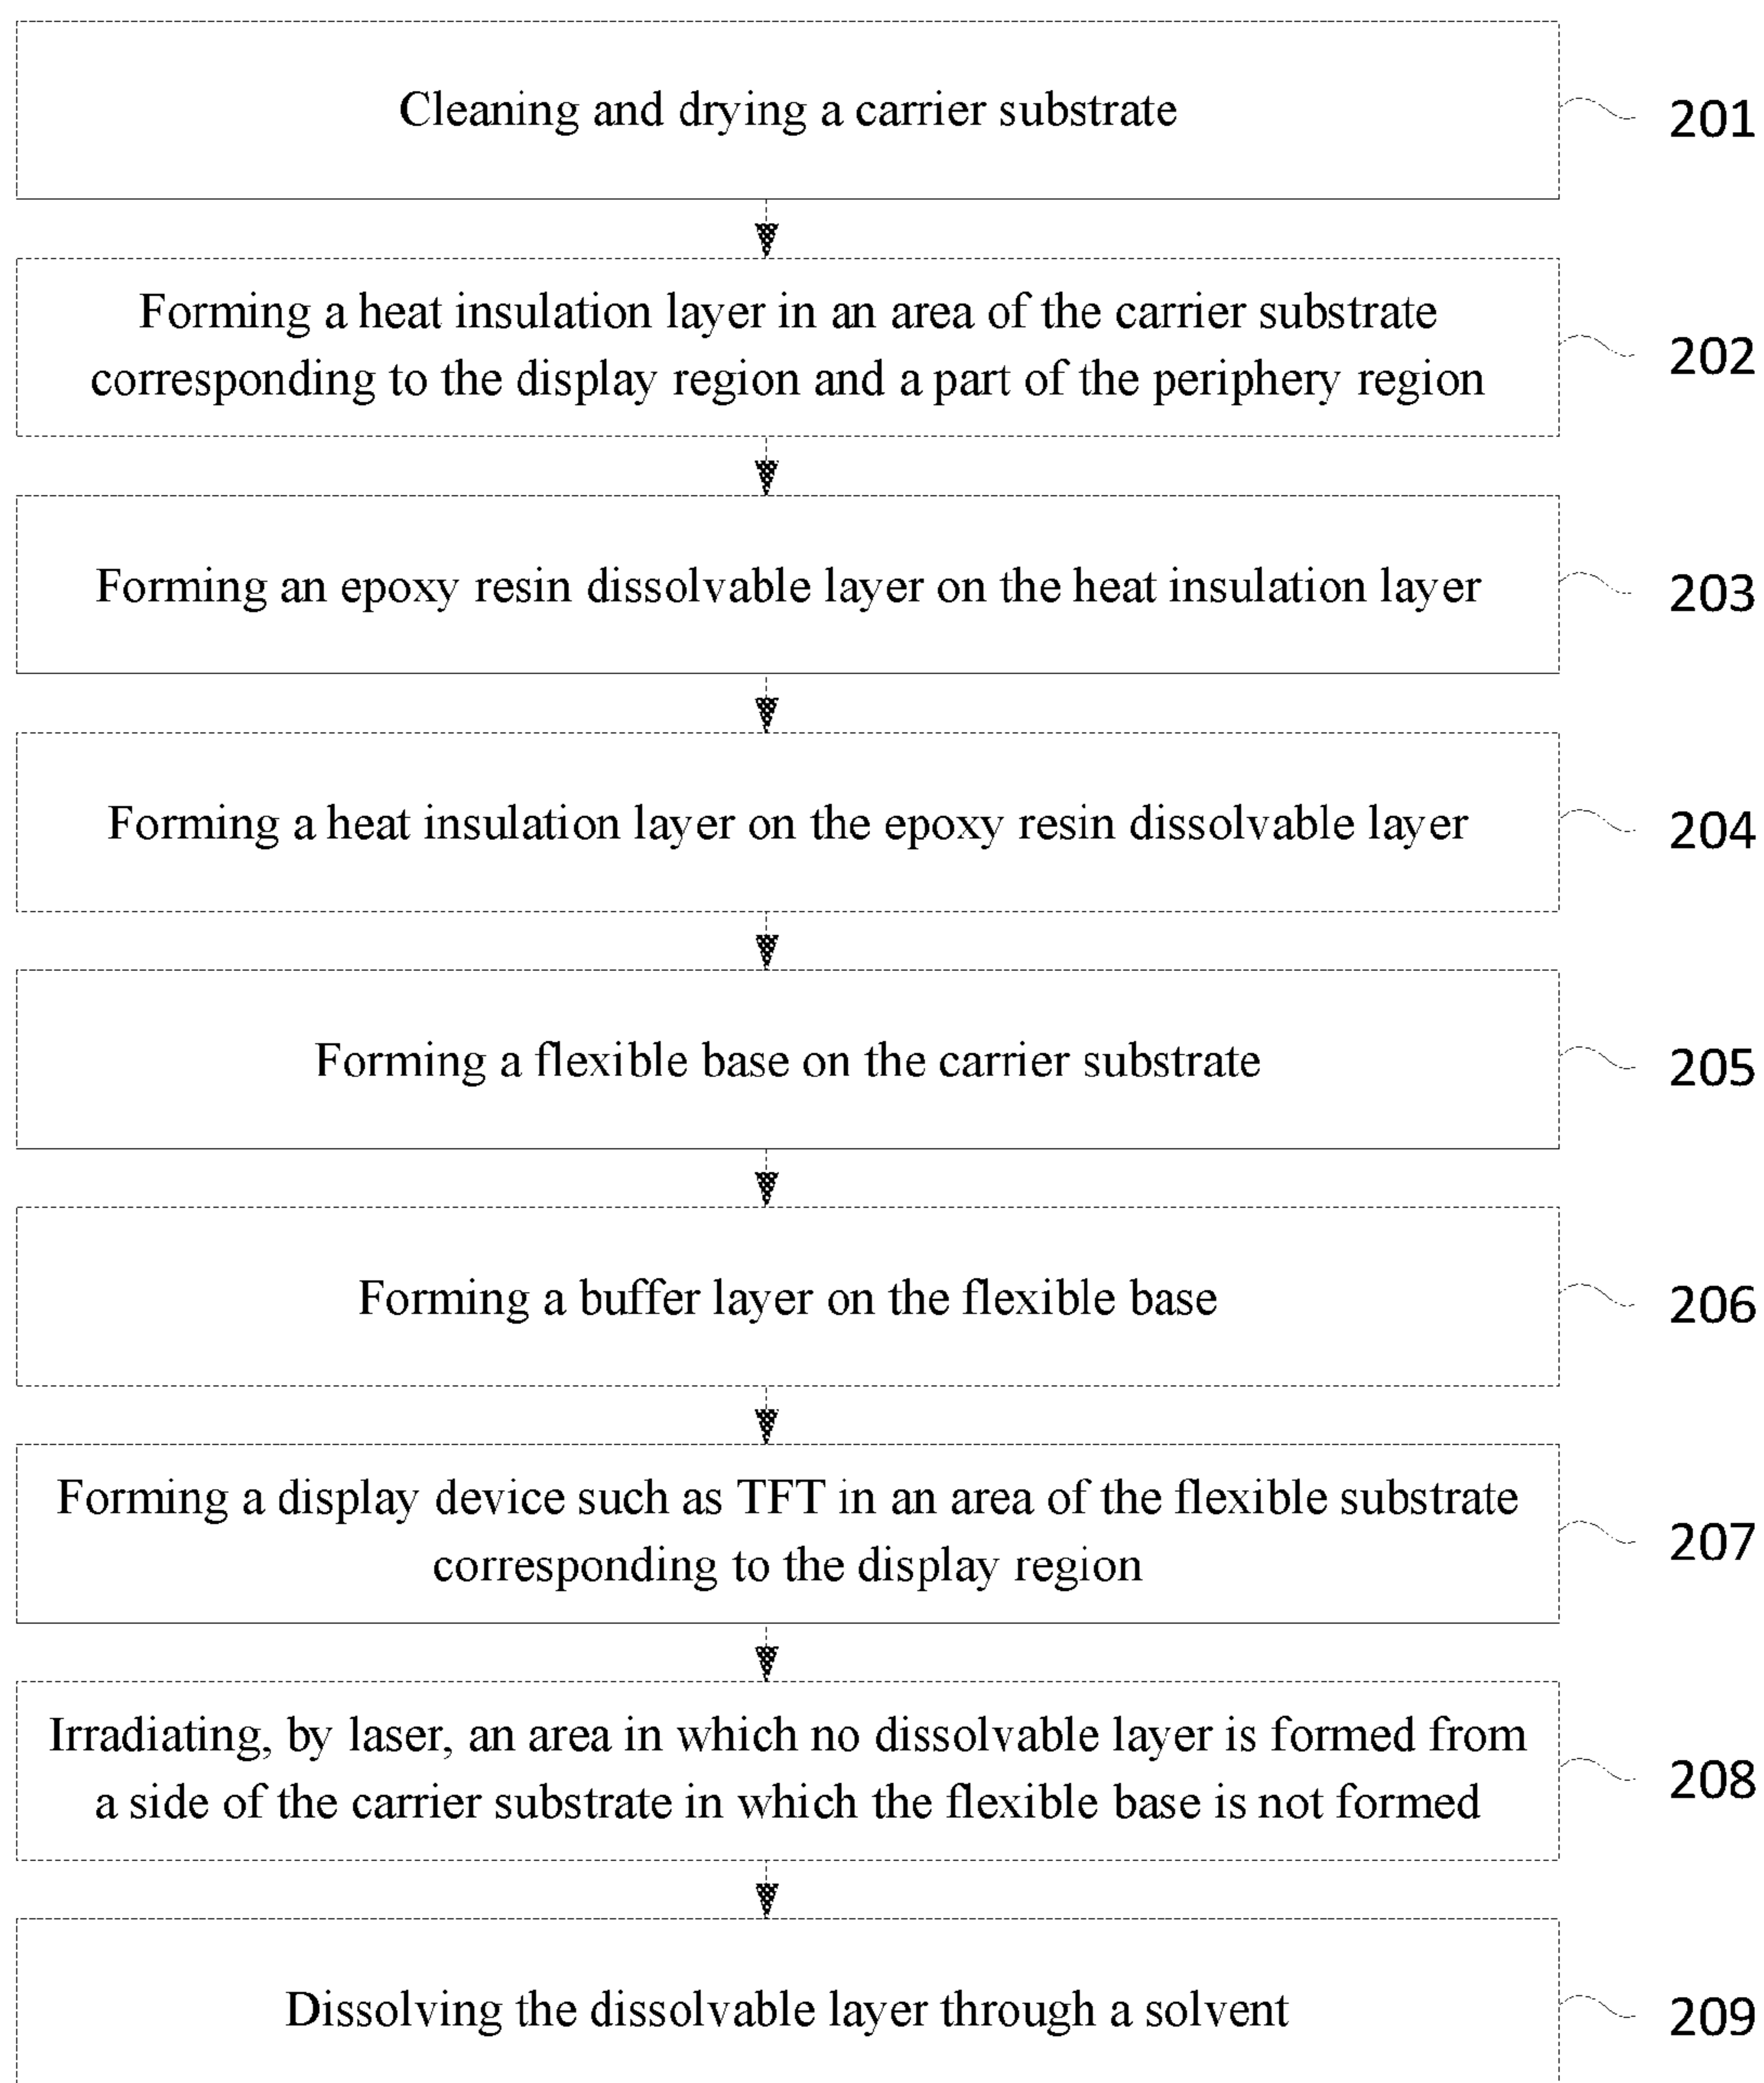 Cleaning and drying a carrier substrate
201
Forming a heat insulation layer in an area of the carrier substrate
corresponding to the display region and a part of the periphery region
202
Forming an epoxy resin dissolvable layer on the heat insulation layer
203
Forming a heat insulation layer on the epoxy resin dissolvable layer
204
Forming a flexible base on the carrier substrate
205
Forming a buffer layer on the flexible base
206
Forming a display device such as TFT in an area of the flexible substrate
corresponding to the display region
207
Irradiating, by laser, an area in which no dissolvable layer is formed from
a side of the carrier substrate in which the flexible base is not formed
208
Dissolving the dissolvable layer through a solvent
209